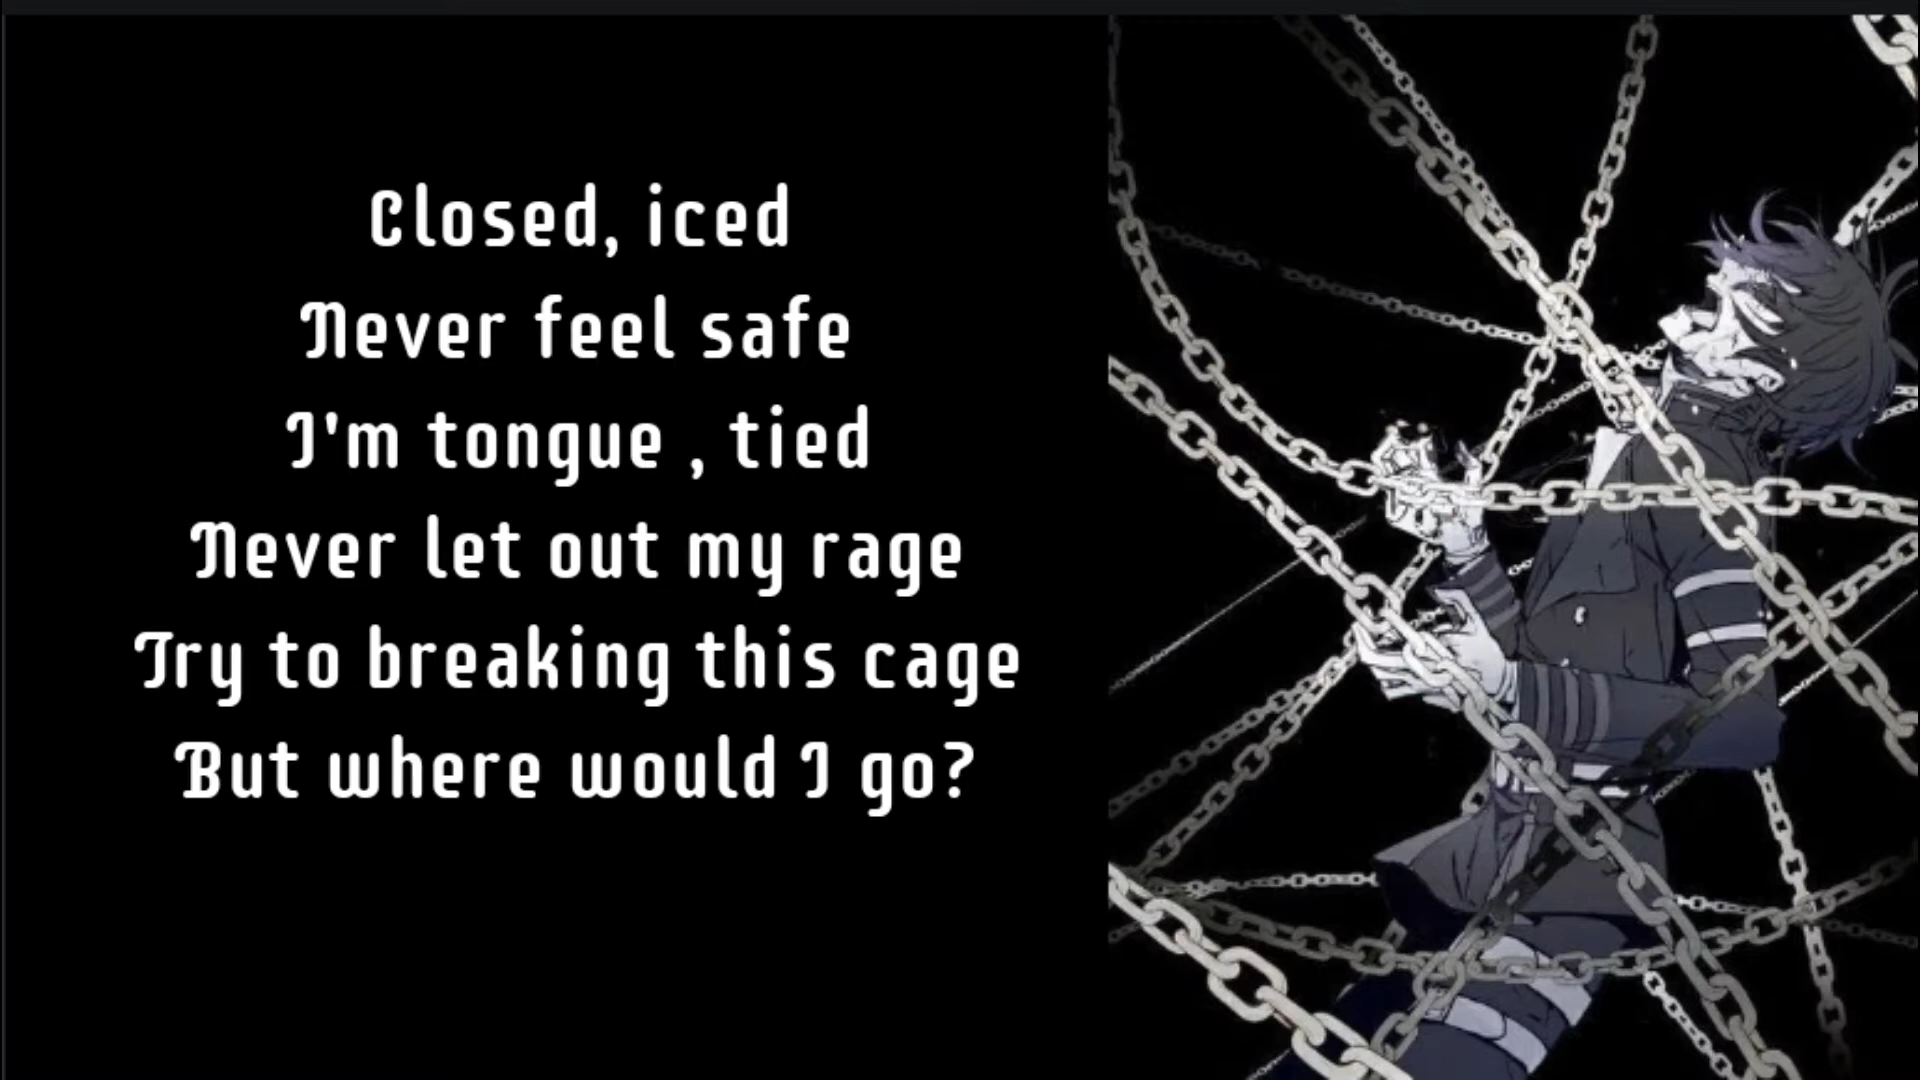 Closed, iced
Never feel safe
I'm tongue , tied
Never let out my rage
Try to breaking this cage
But where would I go?